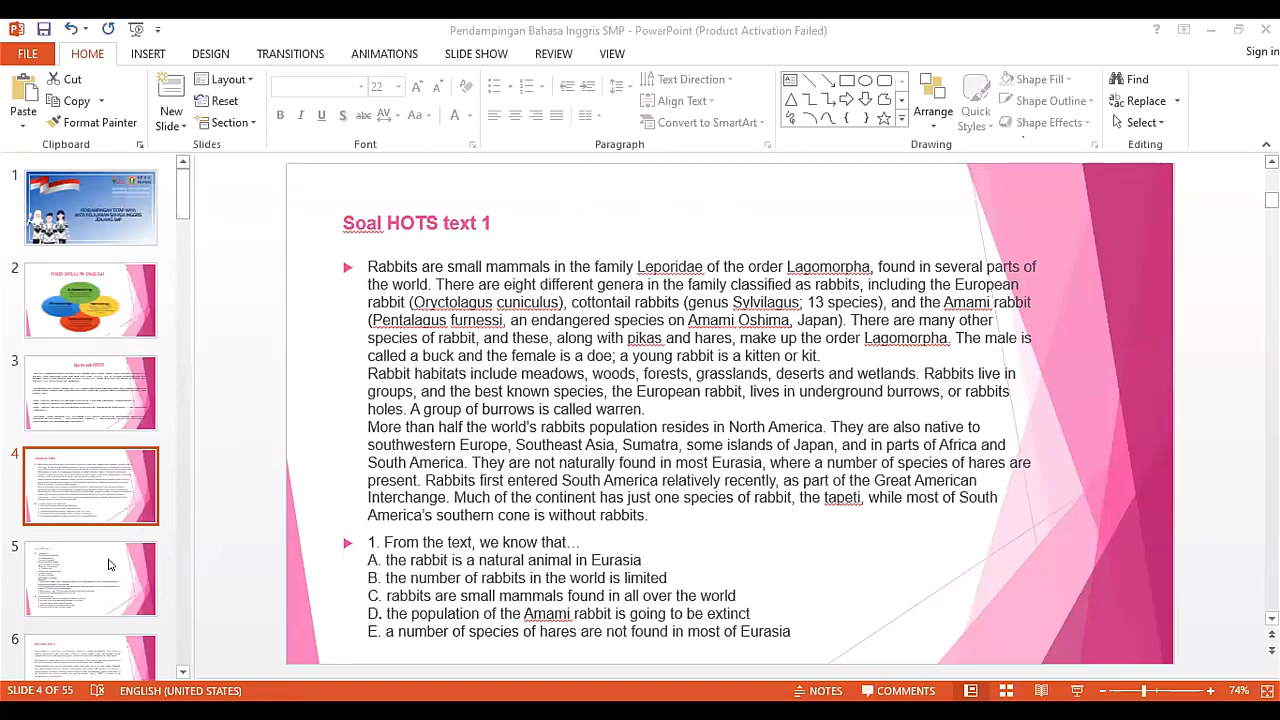 Pendampingan Bahasa Inggris SMP - PowerPoint (Product Activation Failed)
FILE HOME INSERT DESIGN TRANSITIONS ANIMATIONS SLIDE SHOW REVIEW VIEW Sign in
Paste
Cut
Copy
Format Painter
Clipboard
New
Slide
Layout
Reset
Section
Slides
22
Font
Text Direction
Align Text
Convert to SmartArt
Paragraph
Arrange
Quick
Styles
Shape Fill
Shape Outline
Shape Effects
Drawing
Find
Replace
Select
Editing
1
PENDAMPINGAN TATAP MAYA
MATA PELAJARAN BAHASA INGGRIS
JENJANG SMP
2
3
4
5
6
Soal HOTS text 1
Rabbits are small mammals in the family Leporidae of the order Lagomorpha, found in several parts of
the world. There are eight different genera in the family classified as rabbits, including the European
rabbit (Oryctolagus cuniculus), cottontail rabbits (genus Sylvilagus; 13 species), and the Amami rabbit
(Pentalagus furnessi, an endangered species on Amami Oshima, Japan). There are many other
species of rabbit, and these, along with pikas and hares, make up the order Lagomorpha. The male is
called a buck and the female is a doe; a young rabbit is a kitten or kit.
Rabbit habitats include meadows, woods, forests, grasslands, deserts and wetlands. Rabbits live in
groups, and the best known species, the European rabbit, lives in underground burrows, or rabbits
holes. A group of burrows is called warren.
More than half the world's rabbits population resides in North America. They are also native to
southwestern Europe, Southeast Asia, Sumatra, some islands of Japan, and in parts of Africa and
South America. They are not naturally found in most Eurasia, where a number of species of hares are
present. Rabbits first entered South America relatively recently, as part of the Great American
Interchange. Much of the continent has just one species of rabbit, the tapeti, while most of South
America's southern cone is without rabbits.
1. From the text, we know that…
A. the rabbit is a natural animal in Eurasia
B. the number of rabbits in the world is limited
C. rabbits are small mammals found in all over the world
D. the population of the Amami rabbit is going to be extinct
E. a number of species of hares are not found in most of Eurasia
SLIDE 4 OF 55 ENGLISH (UNITED STATES) NOTES COMMENTS 74%